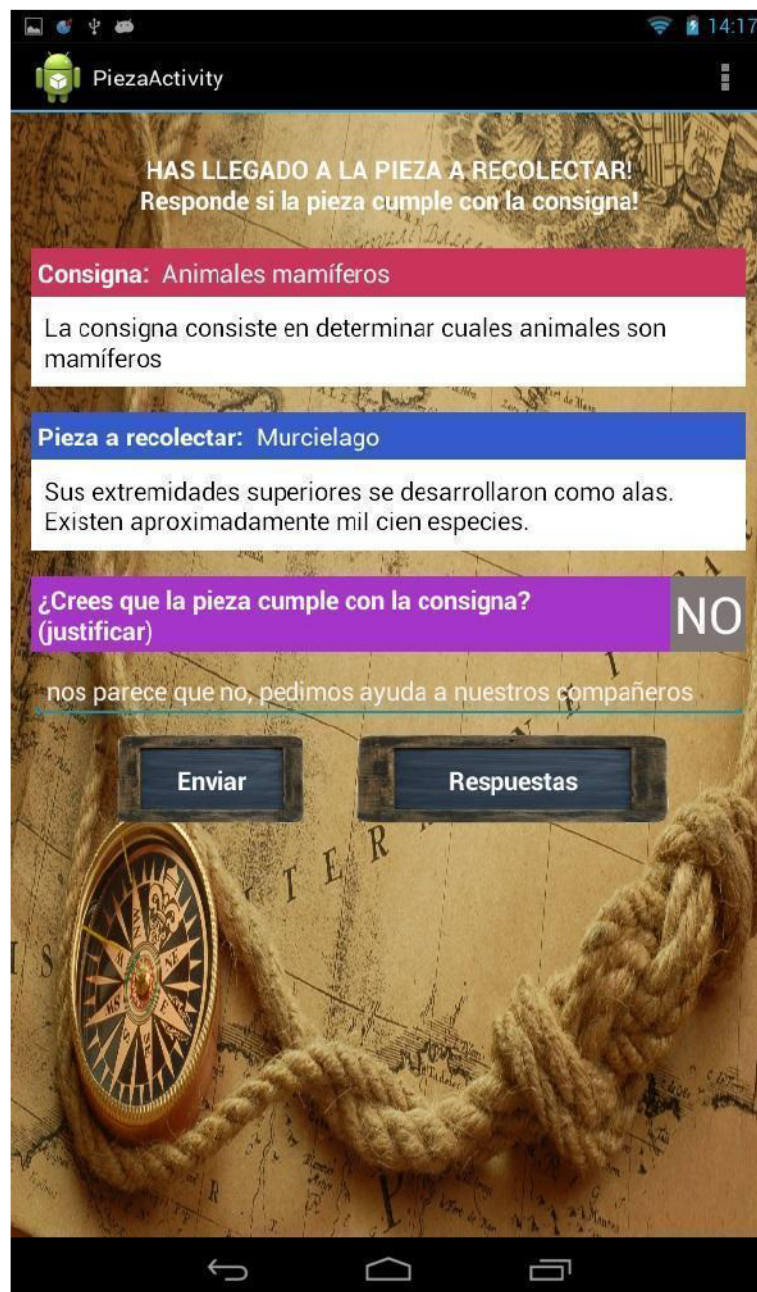 14:17
PiezaActivity
HAS LLEGADO A LA PIEZA A RECOLECTAR!
Responde si la pieza cumple con la consigna!
Consigna: Animales mamíferos
La consigna consiste en determinar cuales animales son
mamíferos
Pieza a recolectar: Murcielago
Sus extremidades superiores se desarrollaron como alas.
Existen aproximadamente mil cien especies.
¿Crees que la pieza cumple con la consigna?
(justificar)
NO
nos parece que no, pedimos ayuda a nuestros compañeros
Enviar
Respuestas